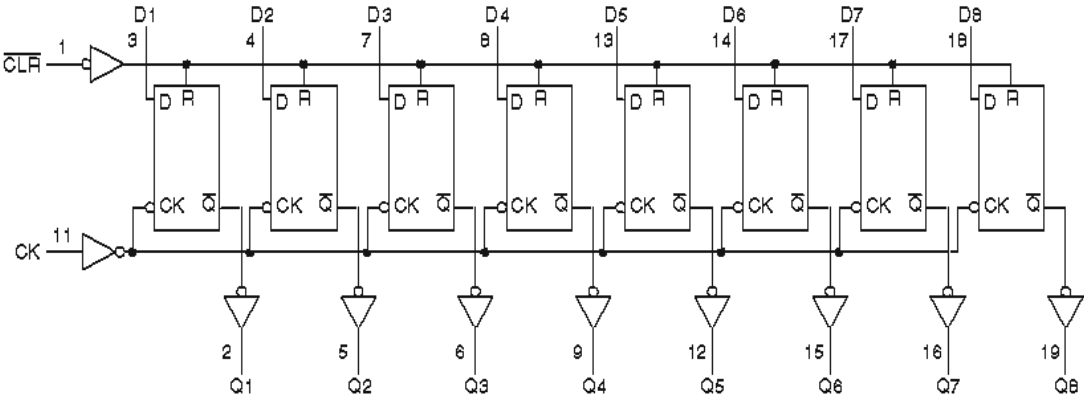 D1 D2 D3 D4 D5 D6 D7 D8
3 4 7 8 13 14 17 18
1
CLR
D R D R D R D R D R D R D R D R
CK Q CK Q CK Q CK Q CK Q CK Q CK Q CK Q
11
CK
2 5 6 9 12 15 16 19
Q1 Q2 Q3 Q4 Q5 Q6 Q7 Q8